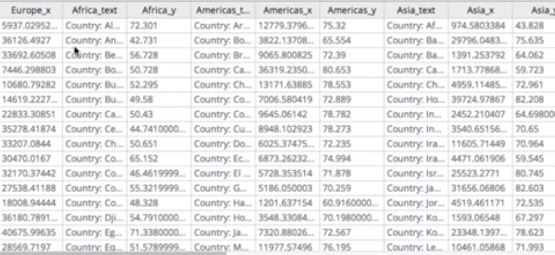 Europe_x Africa_text Africa_y Americas_t... Americas_x Americas_y Asia_text Asia_x Asia_y
5937.02952... Country: Al... 72.301 Country: Ar... 12779.3796... 75.32 Country: Af... 974.5803384 43.828
36126.4927 Country: An... 42.731 Country: Bo... 3822.13708... 65.554 Country: Ba... 29796.0483... 75.635
33692.60508 Country: Be... 56.728 Country: Br... 9065.800825 72.39 Country: Ba... 1391.253792 64.062
7446.298803 Country: Bo... 50.728 Country: Ca... 36319.2350... 80.653 Country: Ca... 1713.778686... 59.723
10680.79282 Country: Bu... 52.295 Country: Ch... 13171.63885 78.553 Country: Ch... 4959.11485... 72.961
14619.2227... Country: Bu... 49.58 Country: Co... 7006.580419 72.889 Country: Ho... 39724.97867 82.208
22833.30851 Country: Ca... 50.43 Country: Co... 9645.06142 78.782 Country: In... 2452.210407 64.69800
35278.41874 Country: Ce... 44.7410000... Country: Cu... 8948.102923 78.273 Country: In... 3540.65156... 70.65
33207.0844 Country: Ch... 50.651 Country: Do... 6025.37475... 72.235 Country: Ira... 11605.71449 70.964
30470.0167 Country: Co... 65.152 Country: Ec... 6873.26232... 74.994 Country: Ira... 4471.061906 59.545
32170.37442 Country: Co... 46.4619999... Country: El ... 5728.353514 71.878 Country: Isr... 25523.2771 80.745
27538.41188 Country: Co... 55.3219999... Country: G... 5186.050003 70.259 Country: Ja... 31656.06806 82.603
18008.94444 Country: Co... 48.328 Country: Ha... 1201.637154 60.9160000... Country: Jor... 4519.461171 72.535
36180.7891... Country: Dji... 54.7910000... Country: Ho... 3548.33084... 70.1980000... Country: Ko... 1593.06548 67.297
40675.99635 Country: Eg... 71.3380000... Country: Ja... 7320.88026... 72.567 Country: Ko... 23348.1397... 78.623
28569.7197 Country: Eq... 51.5789999... Country: M... 11977.57496 76.195 Country: Le... 10461.05868 71.993